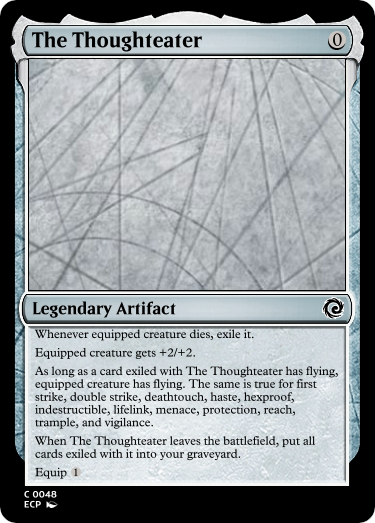 The Thoughteater 0
Legendary Artifact
Whenever equipped creature dies, exile it.
Equipped creature gets +2/+2.
As long as a card exiled with The Thoughteater has flying,
equipped creature has flying. The same is true for first
strike, double strike, deathtouch, haste, hexproof,
indestructible, lifelink, menace, protection, reach,
trample, and vigilance.
When The Thoughteater leaves the battlefield, put all
cards exiled with it into your graveyard.
Equip 1
C 0048
ECP